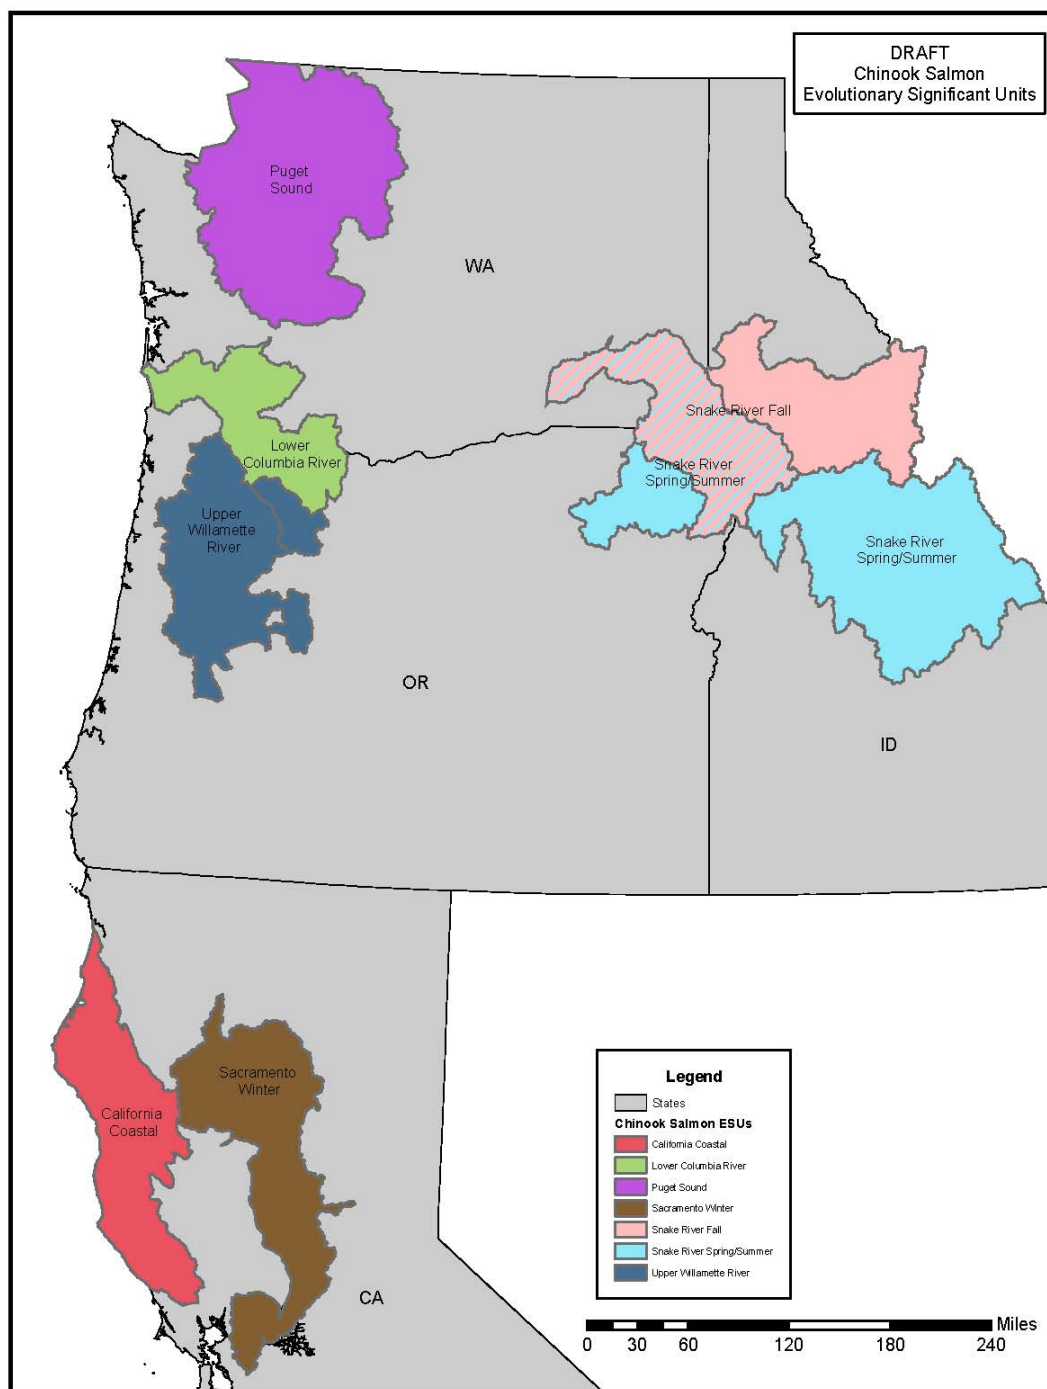 DRAFT
Chinook Salmon
Evolutionary Significant Units
Puget
Sound
WA
Snake River Fall
Lower
Columbia River
Snake River
Spring/Summer
Upper
Willamette
River
Snake River
Spring/Summer
OR
ID
Sacramento
Winter
California
Coastal
CA
Legend
States
Chinook Salmon ESUs
California Coastal
Lower Columbia River
Puget Sound
Sacramento Winter
Snake River Fall
Snake River Spring/Summer
Upper Willamette River
Miles
0 30 60 120 180 240